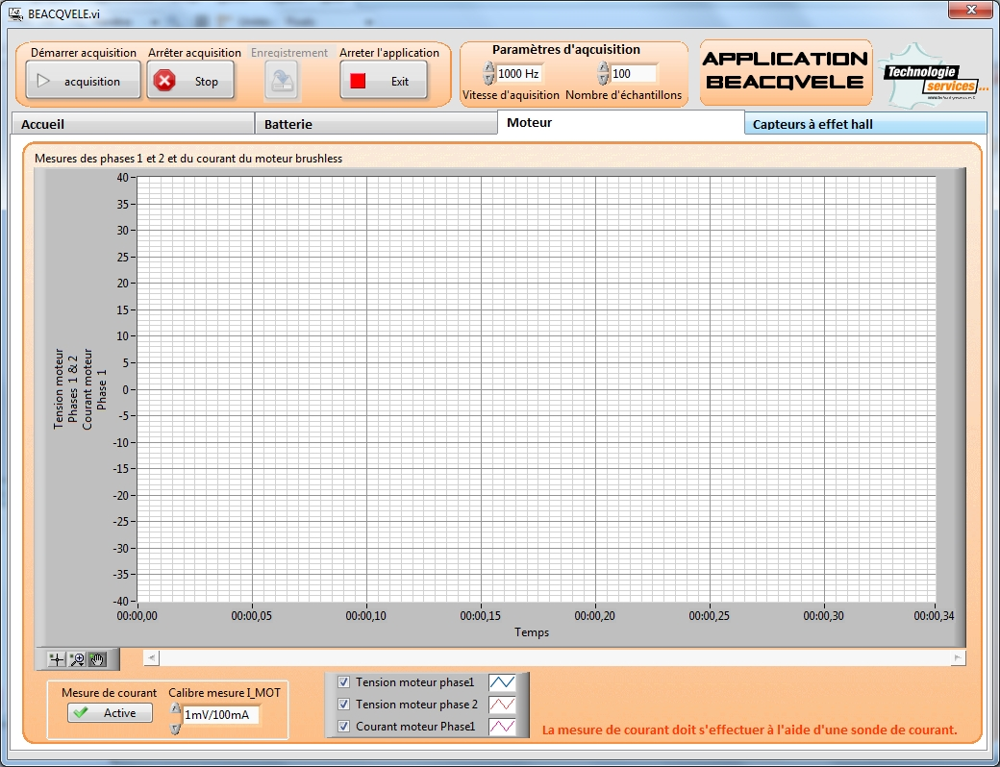 BEACQVELE.vi
Démarrer acquisition Arrêter acquisition Enregistrement Arreter l'application
acquisition Stop Exit
Paramètres d'aqcuisition
1000 Hz 100
Vitesse d'aquisition Nombre d'échantillons
APPLICATION
BEACQVELE
Technologie
services...
Accueil Batterie Moteur Capteurs à effet hall
Mesures des phases 1 et 2 et du courant du moteur brushless
40
35
30
25
20
15
10
5
0
-5
-10
-15
-20
-25
-30
-35
-40
Tension moteur
Phases 1 & 2
Courant moteur
Phase 1
00:00,00 00:00,05 00:00,10 00:00,15 00:00,20 00:00,25 00:00,30 00:00,34
Temps
Mesure de courant Calibre mesure I_MOT
Active 1mV/100mA
Tension moteur phase1
Tension moteur phase 2
Courant moteur Phase1
La mesure de courant doit s'effectuer à l'aide d'une sonde de courant.